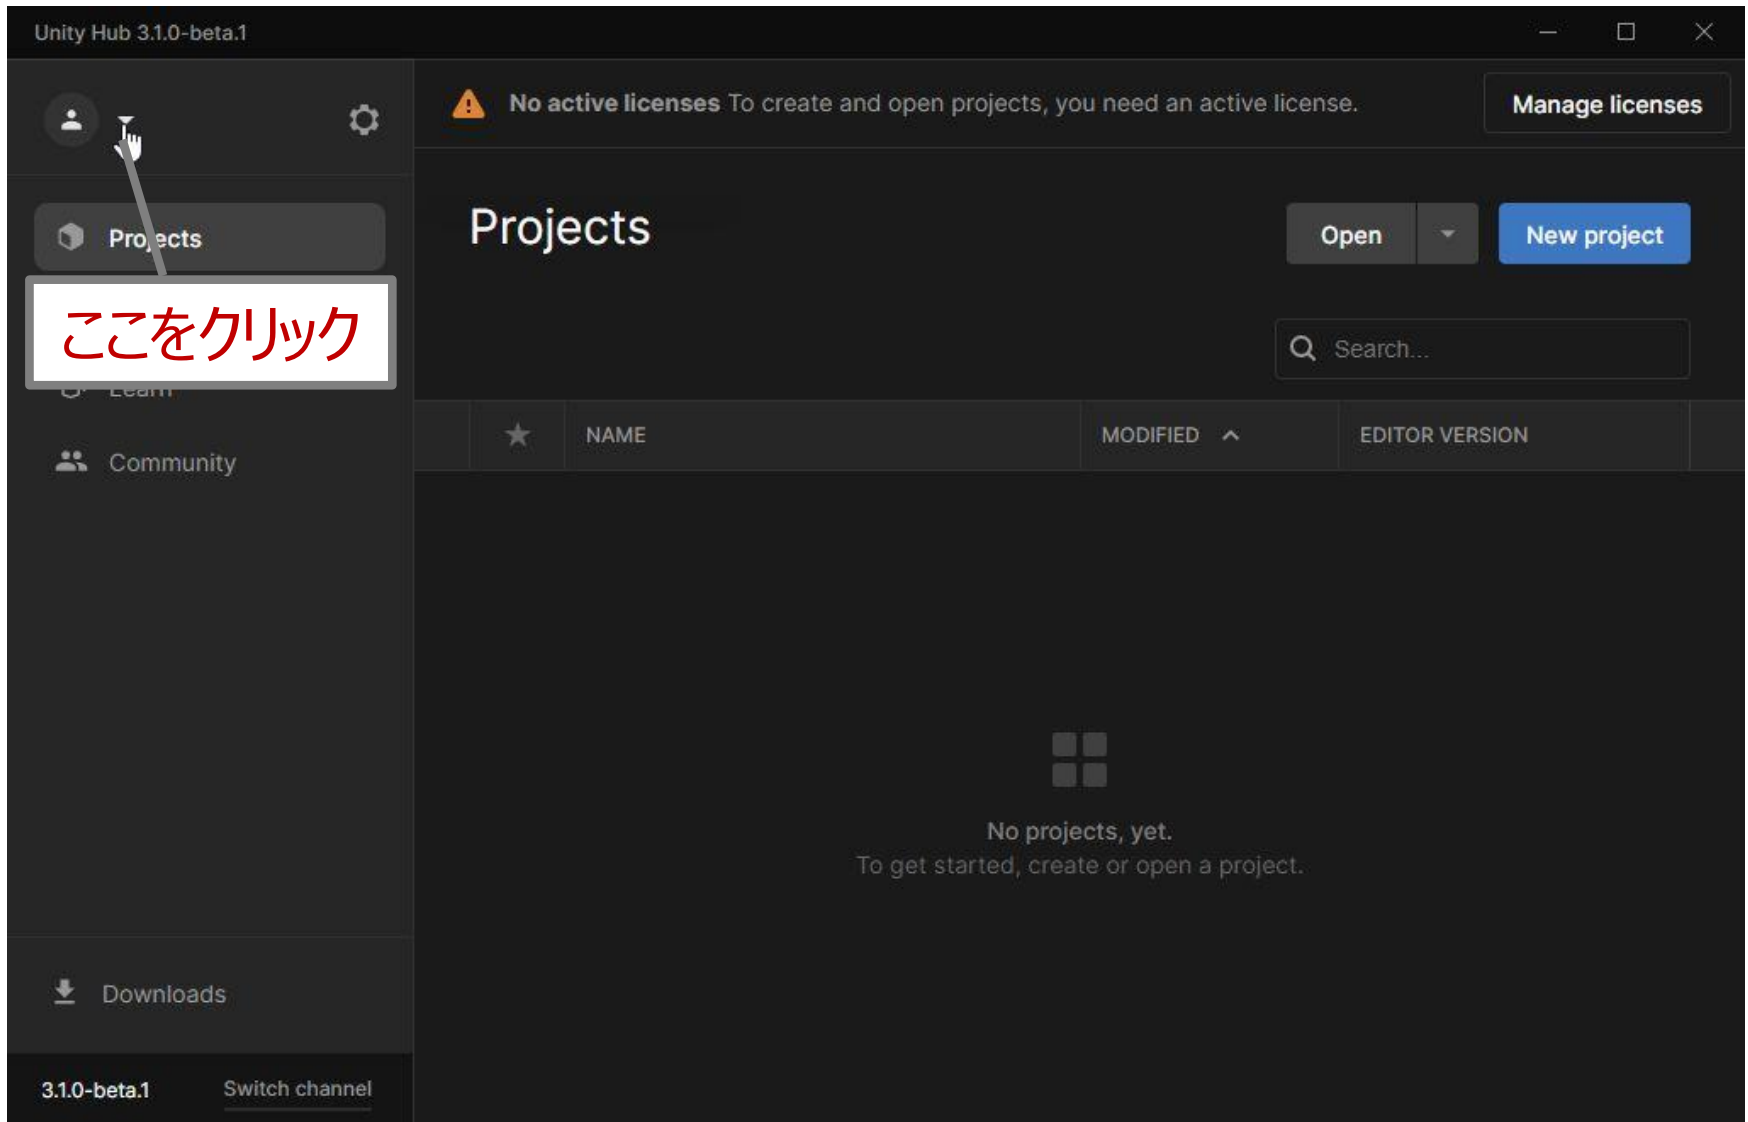 Unity Hub 3.1.0-beta.1
No active licenses To create and open projects, you need an active license.
Manage licenses
Projects
ここをクリック
Learn
Community
Projects
Open
New project
Search...
NAME
MODIFIED
EDITOR VERSION
No projects, yet.
To get started, create or open a project.
Downloads
3.1.0-beta.1
Switch channel